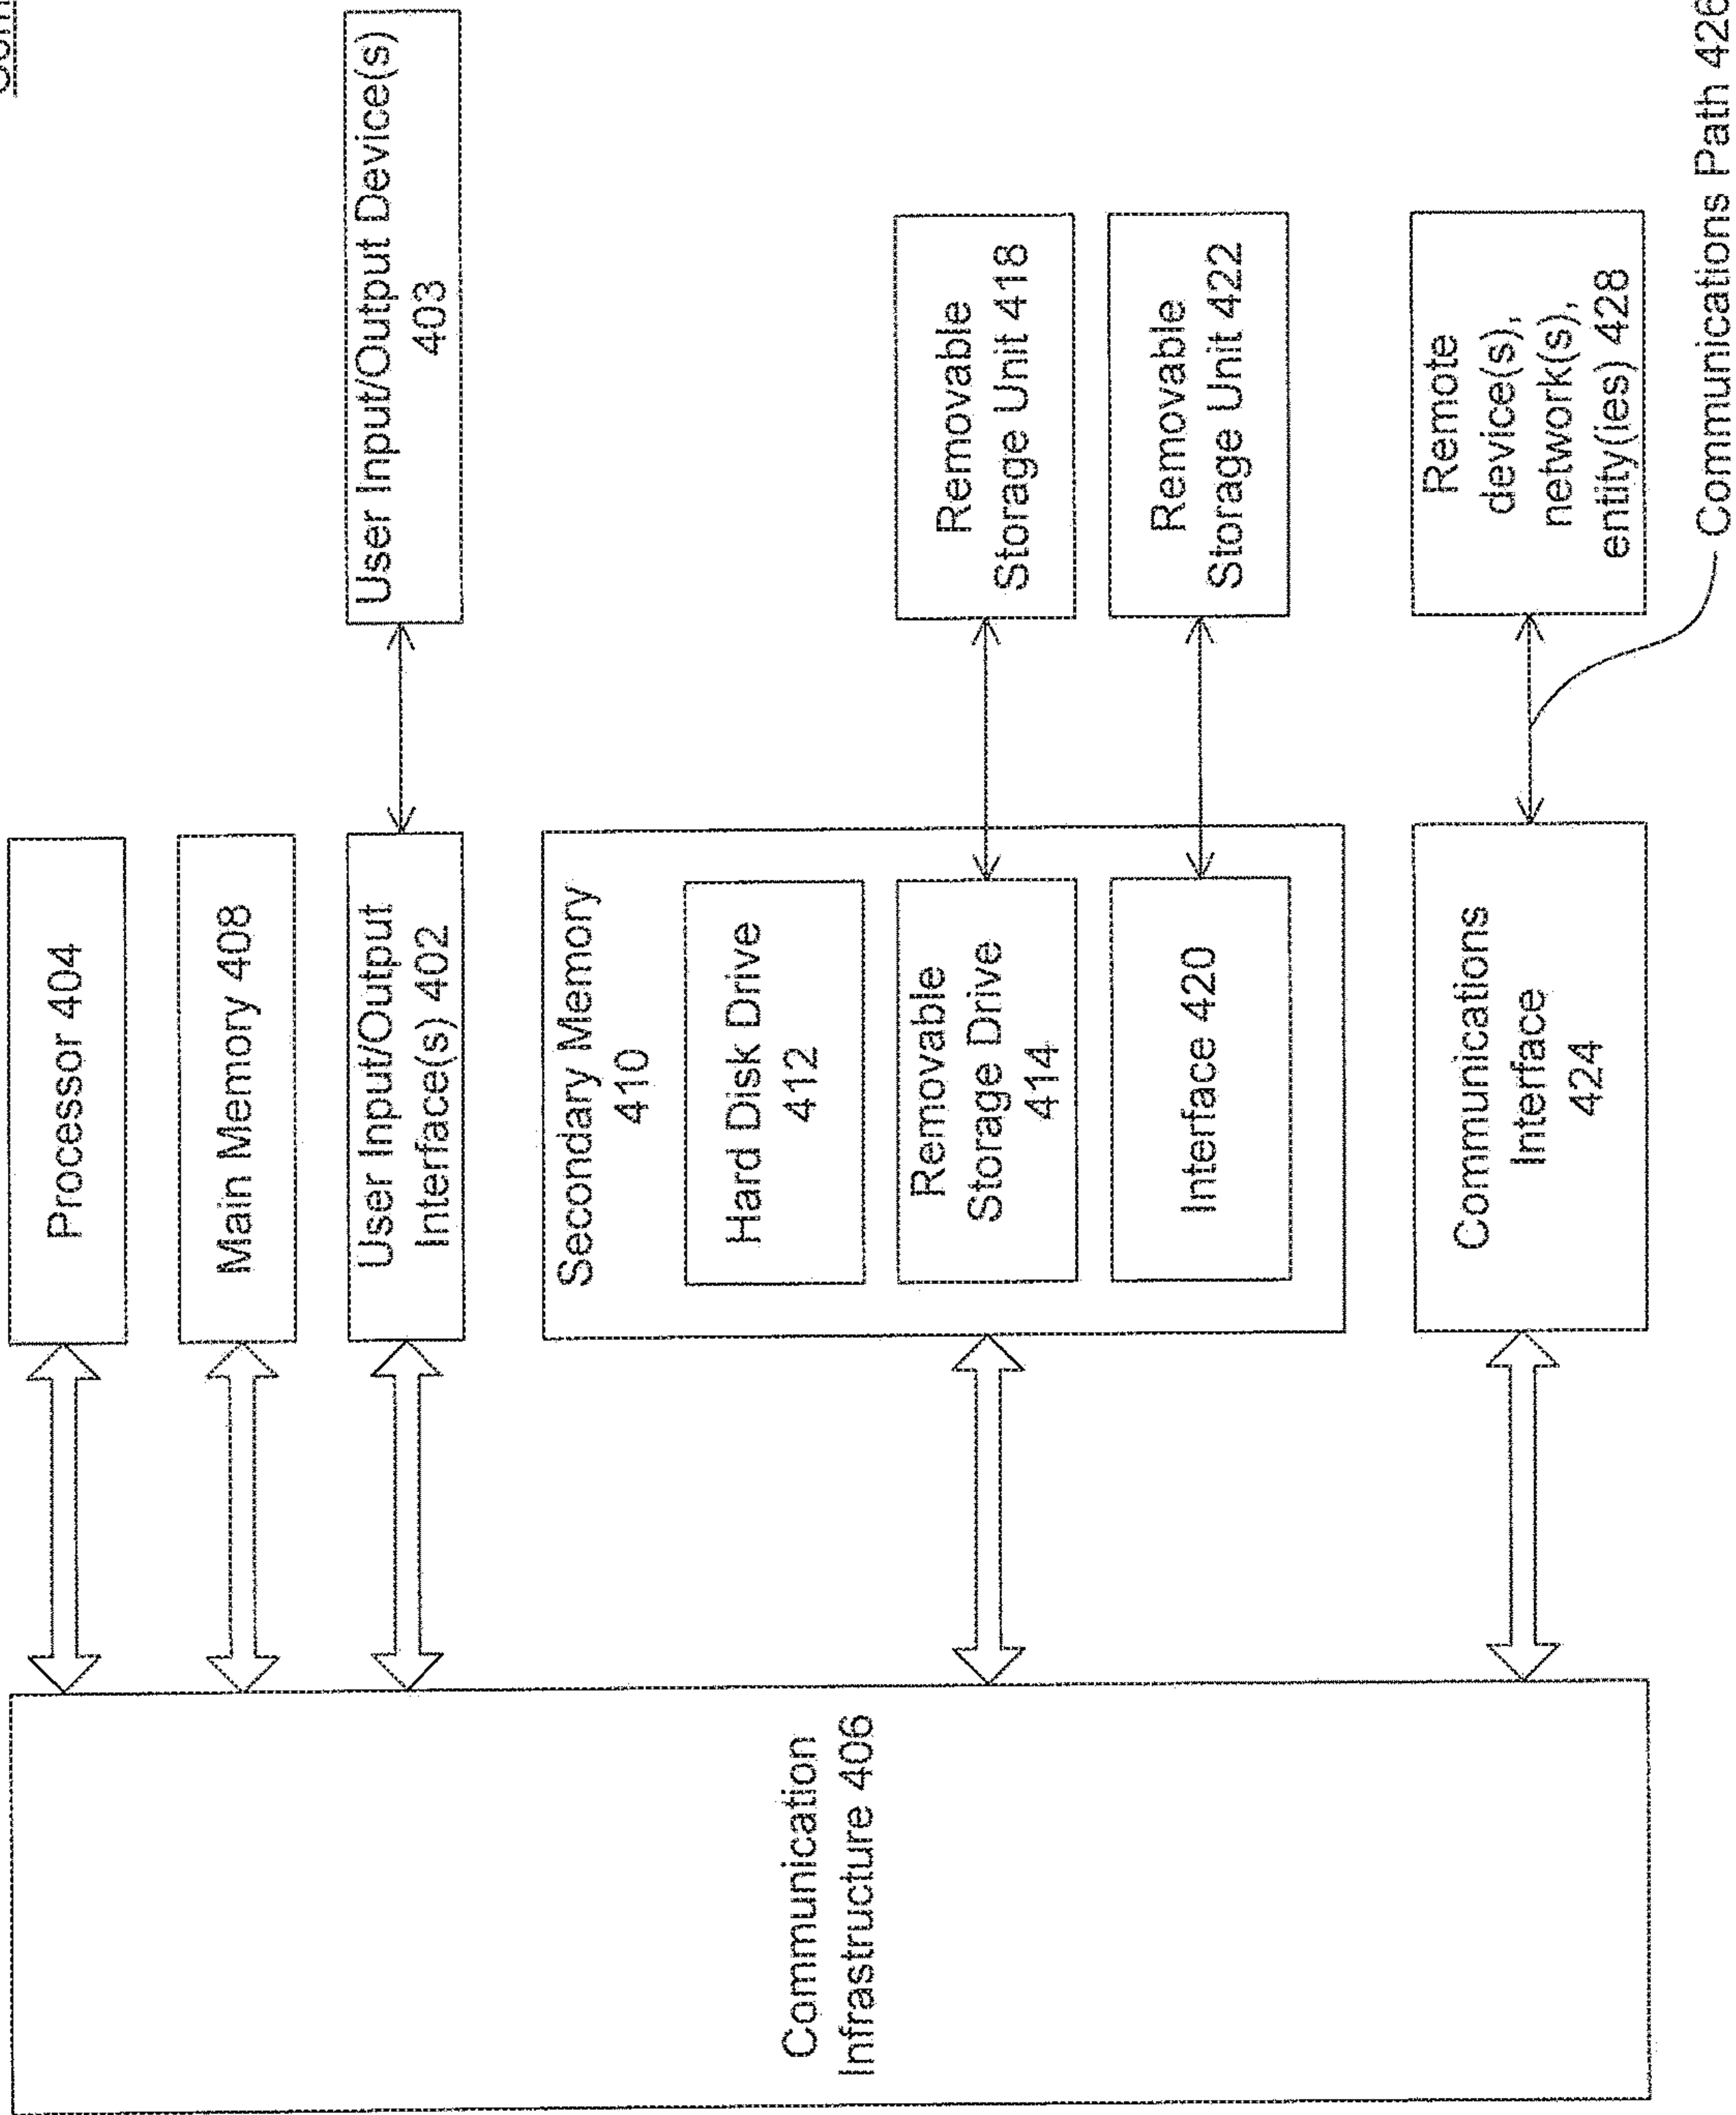 Processor 404
Main Memory 408
User Input/Output
Interface(s) 402
User Input/Output Device(s)
403
Secondary Memory
410
Hard Disk Drive
412
Removable
Storage Drive
414
Interface 420
Removable
Storage Unit 418
Removable
Storage Unit 422
Communications
Interface
424
Remote
device(s),
network(s),
entity(ies) 428
Communications Path 426
Communication
Infrastructure 406